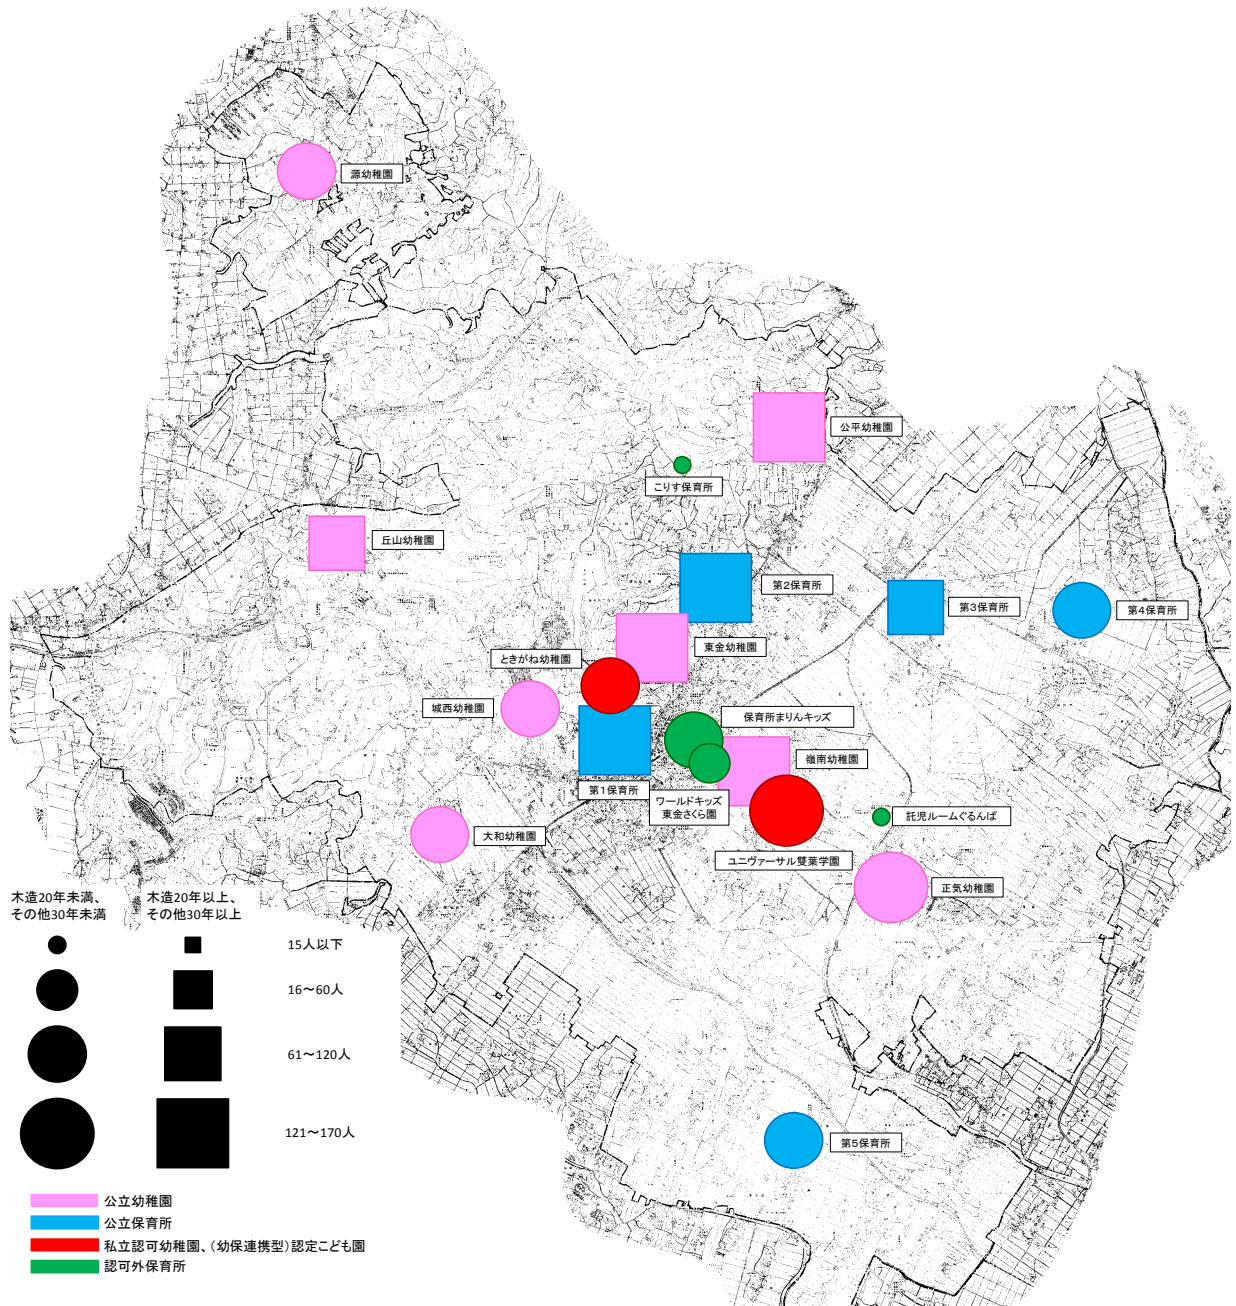 源幼稚園
公平幼稚園
こりす保育所
丘山幼稚園
第2保育所
第3保育所
第4保育所
東金幼稚園
ときがね幼稚園
城西幼稚園
保育所まりんキッズ
嶺南幼稚園
第1保育所
ワールドキッズ
東金さくら園
託児ルームぐるんぱ
大和幼稚園
ユニヴァーサル雙葉学園
正気幼稚園
第5保育所
木造20年未満、
その他30年未満
木造20年以上、
その他30年以上
15人以下
16～60人
61～120人
121～170人
公立幼稚園
公立保育所
私立認可幼稚園、(幼保連携型)認定こども園
認可外保育所